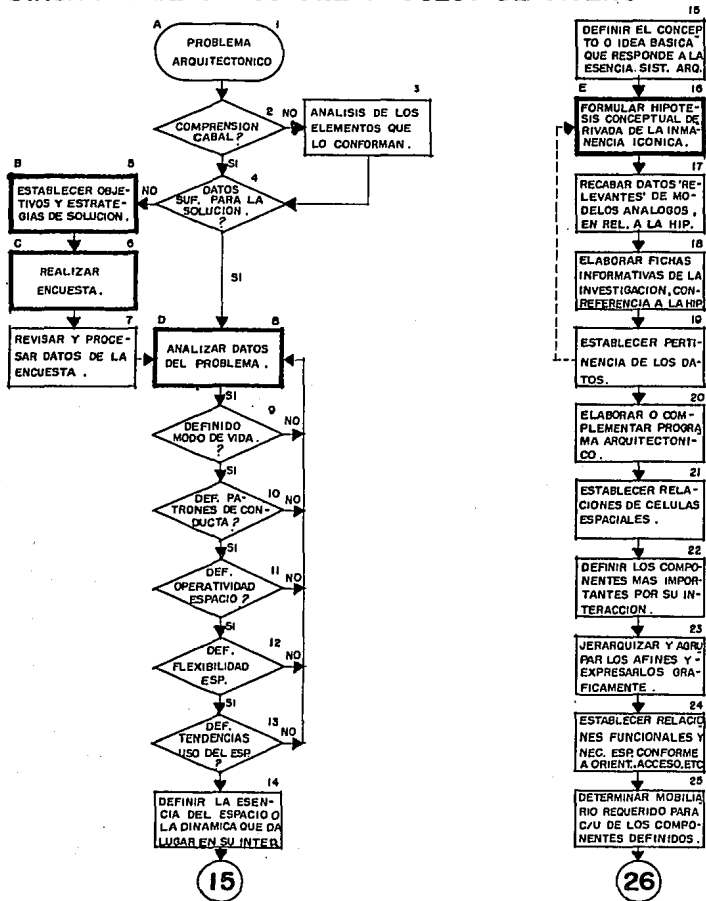 A 1
PROBLEMA
ARQUITECTONICO
2 NO
COMPRENSION
CABAL?
SI
3
ANALISIS DE LOS
ELEMENTOS QUE
LO CONFORMAN.
4
DATOS
SUF. PARA LA
SOLUCION.
?
NO
SI
B 5
ESTABLECER OBJE-
TIVOS Y ESTRATE-
GIAS DE SOLUCION.
C 6
REALIZAR
ENCUESTA.
7
REVISAR Y PROCE-
SAR DATOS DE LA
ENCUESTA .
D 8
ANALIZAR DATOS
DEL PROBLEMA .
SI
9
DEFINIDO
MODO DE VIDA.
?
NO
SI
10
DEF. PA-
TRONES DE CON-
DUCTA ?
NO
SI
11
DEF.
OPERATIVIDAD
ESPACIO ?
NO
SI
12
DEF.
FLEXIBILIDAD
ESP.
NO
SI
13
DEF.
TENDENCIAS
USO DEL ESP.
?
NO
14
DEFINIR LA ESEN-
CIA DEL ESPACIO O
LA DINAMICA QUE DA
LUGAR EN SU INTER.
15
15
DEFINIR EL CONCEP
TO O IDEA BASICA
QUE RESPONDE A LA
ESENCIA. SIST. ARQ.
E 16
FORMULAR HIPOTE-
SIS CONCEPTUAL DE
RIVADA DE LA INMA-
NENCIA ICONICA.
17
RECABAR DATOS 'RE-
LEVANTES' DE MO-
DELOS ANALOGOS,
EN REL. A LA HIP.
18
ELABORAR FICHAS
INFORMATIVAS DE LA
INVESTIGACION, CON-
REFERENCIA A LA HIP
19
ESTABLECER PERTI-
NENCIA DE LOS DA-
TOS.
20
ELABORAR O COM-
PLEMENTAR PROGRA
MA ARQUITECTONI-
CO .
21
ESTABLECER RELA-
CIONES DE CELULAS
ESPACIALES .
22
DEFINIR LOS COMPO-
NENTES MAS IMPOR-
TANTES POR SU IN-
TERACCION.
23
JERARQUIZAR Y AGRU
PAR LOS AFINES Y -
EXPRESARLOS GRA-
FICAMENTE .
24
ESTABLECER RELACIO
NES FUNCIONALES Y
NEC. ESP. CONFORME
A ORIENT., ACCESO, ETC
25
DETERMINAR MOBILIA
RIO REQUERIDO PARA
C/U DE LOS COMPO-
NENTES DEFINIDOS.
26